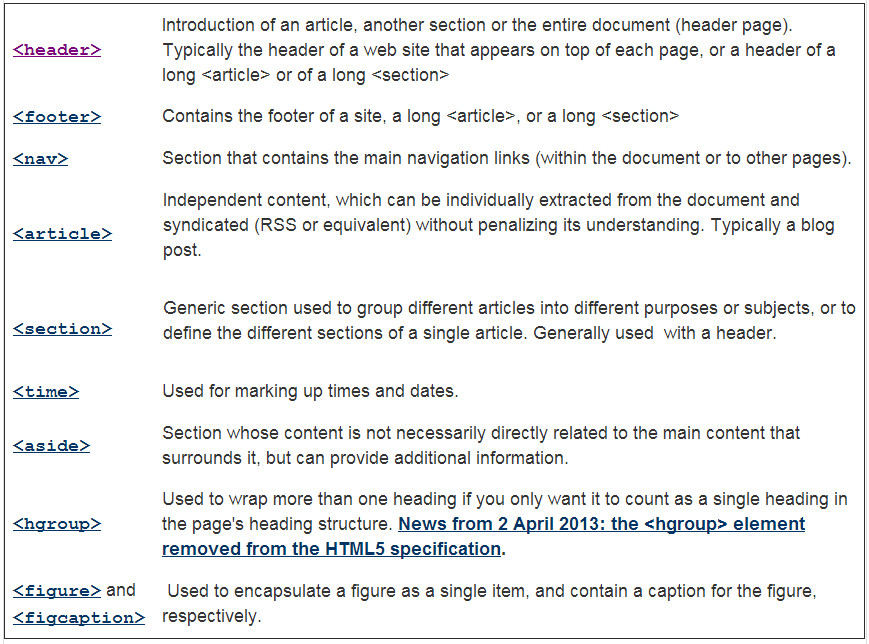 <header>
Introduction of an article, another section or the entire document (header page).
Typically the header of a web site that appears on top of each page, or a header of a
long <article> or of a long <section>
<footer>
Contains the footer of a site, a long <article>, or a long <section>
<nav>
Section that contains the main navigation links (within the document or to other pages).
<article>
Independent content, which can be individually extracted from the document and
syndicated (RSS or equivalent) without penalizing its understanding. Typically a blog
post.
<section>
Generic section used to group different articles into different purposes or subjects, or to
define the different sections of a single article. Generally used  with a header.
<time>
Used for marking up times and dates.
<aside>
Section whose content is not necessarily directly related to the main content that
surrounds it, but can provide additional information.
<hgroup>
Used to wrap more than one heading if you only want it to count as a single heading in
the page's heading structure. News from 2 April 2013: the <hgroup> element
removed from the HTML5 specification.
<figure> and
<figcaption>
Used to encapsulate a figure as a single item, and contain a caption for the figure,
respectively.